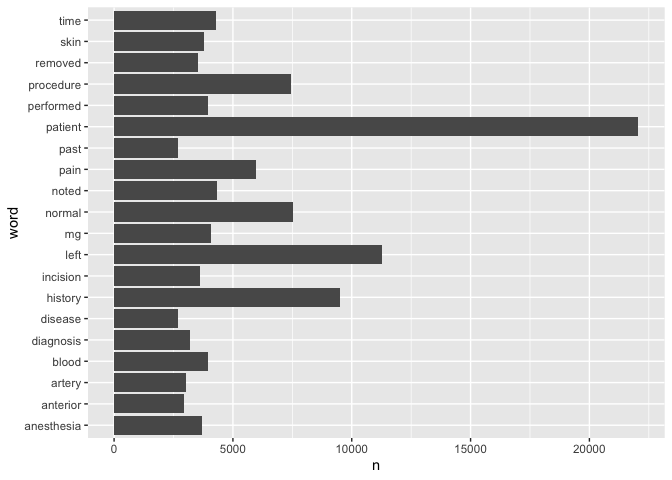 time
skin
removed
procedure
performed
patient
past
pain
noted
normal
mg
left
incision
history
disease
diagnosis
blood
artery
anterior
anesthesia
word
0 5000 10000 15000 20000
n